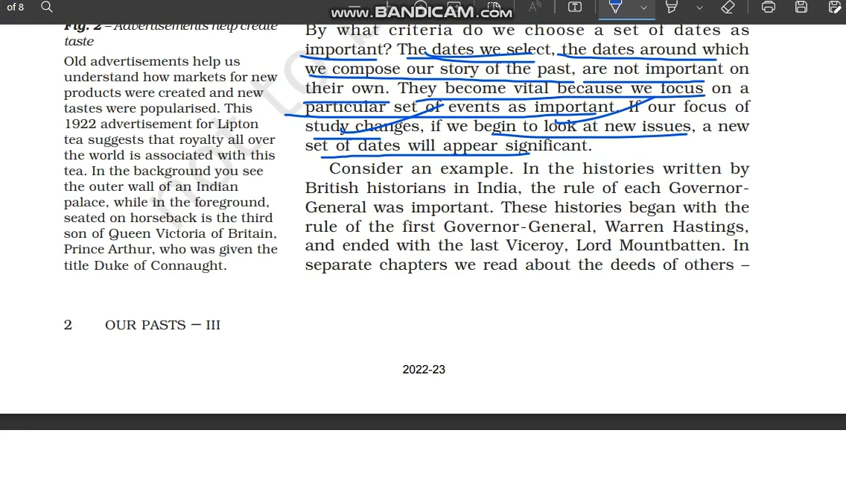 of 8
WWW.BANDICAM.COM
Fig. 2 – Advertisements help create
taste
Old advertisements help us
understand how markets for new
products were created and new
tastes were popularised. This
1922 advertisement for Lipton
tea suggests that royalty all over
the world is associated with this
tea. In the background you see
the outer wall of an Indian
palace, while in the foreground,
seated on horseback is the third
son of Queen Victoria of Britain,
Prince Arthur, who was given the
title Duke of Connaught.
By what criteria do we choose a set of dates as
important? The dates we select, the dates around which
we compose our story of the past, are not important on
their own. They become vital because we focus on a
particular set of events as important. If our focus of
study changes, if we begin to look at new issues, a new
set of dates will appear significant.
Consider an example. In the histories written by
British historians in India, the rule of each Governor-
General was important. These histories began with the
rule of the first Governor-General, Warren Hastings,
and ended with the last Viceroy, Lord Mountbatten. In
separate chapters we read about the deeds of others –
2 OUR PASTS – III
2022-23